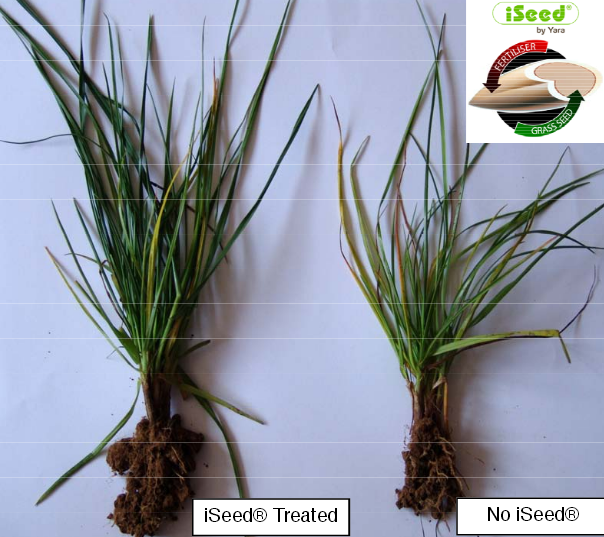 iSeed®
by Yara
FERTILISER
GRASS SEED
iSeed® Treated
No iSeed®